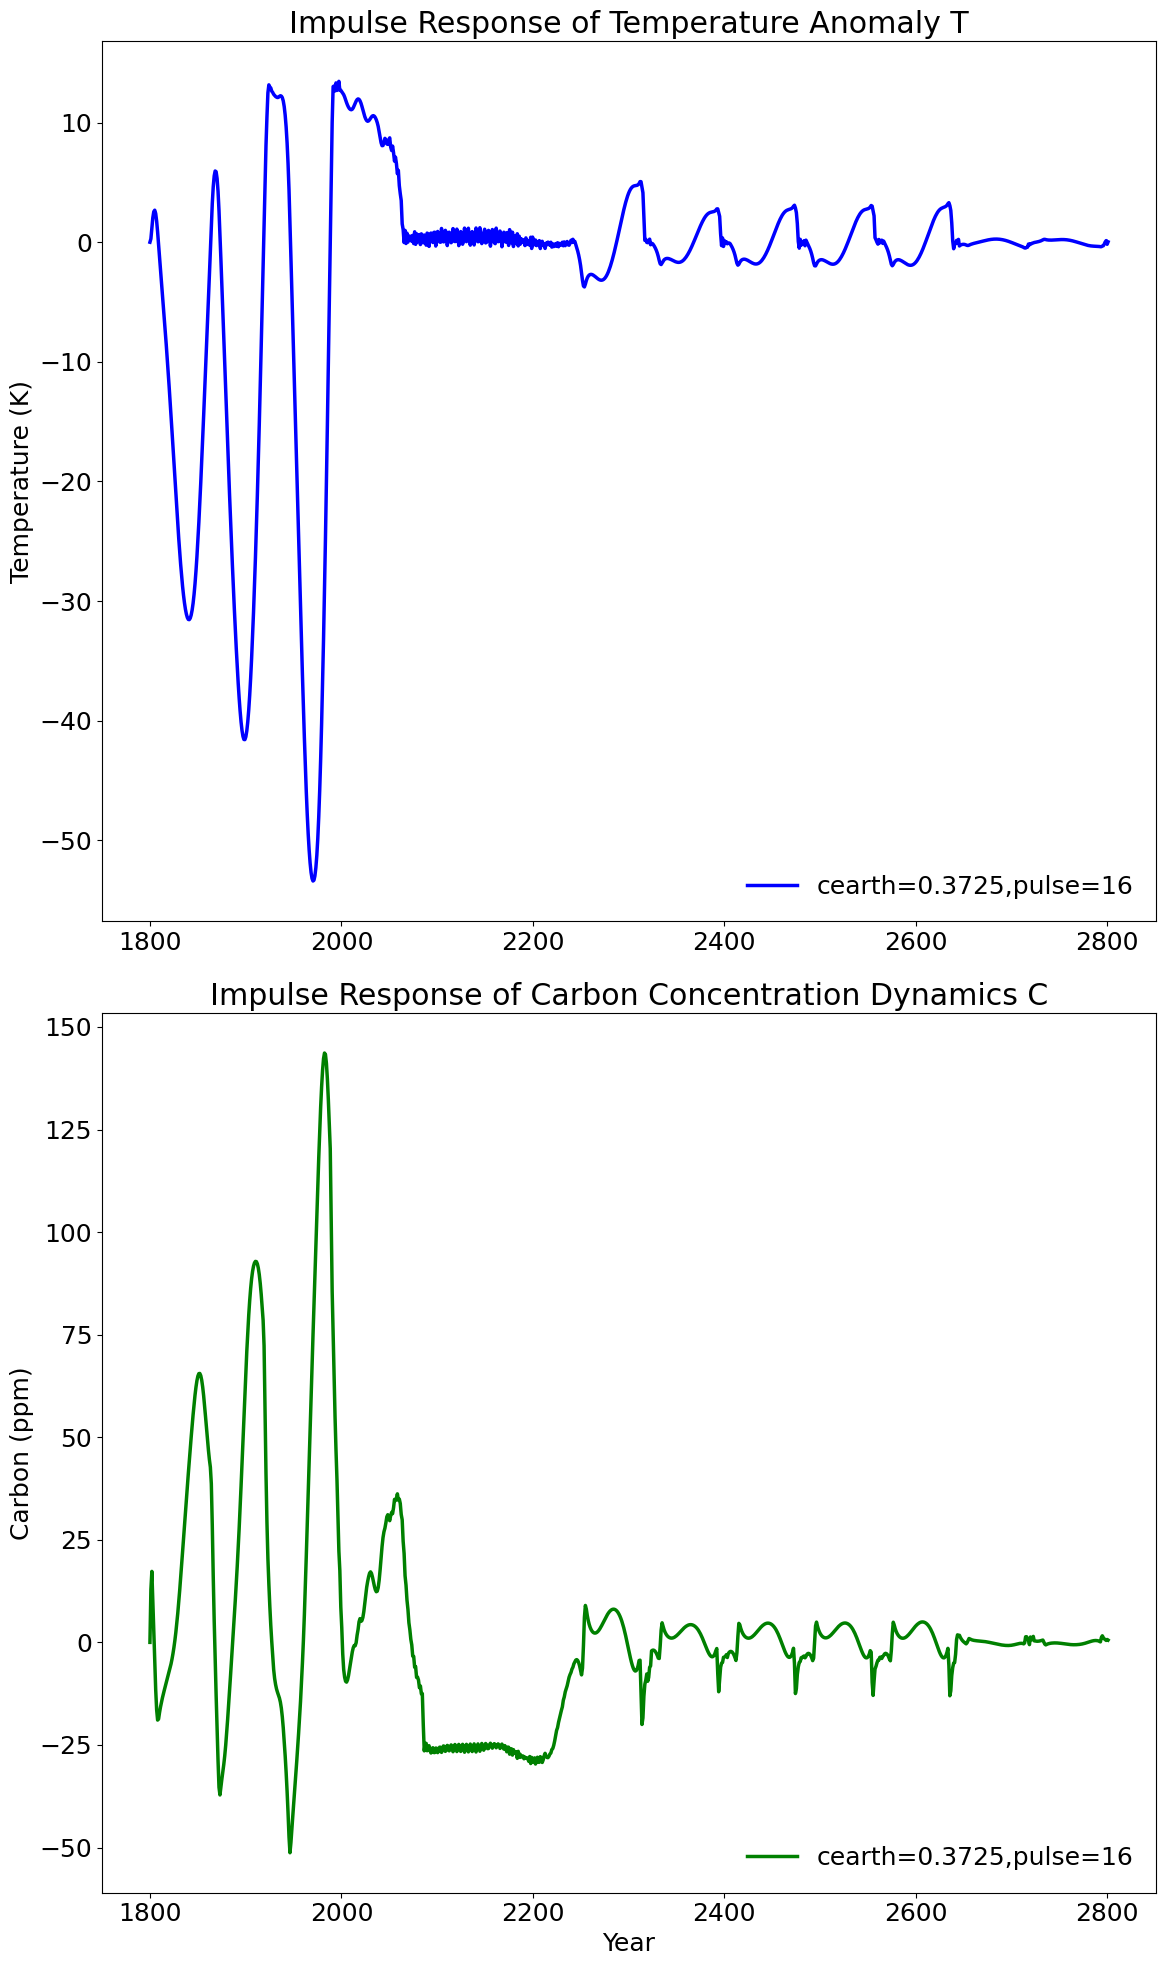 Impulse Response of Temperature Anomaly T
10
0
−10
−20
−30
−40
−50
Temperature (K)
cearth=0.3725,pulse=16
1800 2000 2200 2400 2600 2800
Impulse Response of Carbon Concentration Dynamics C
150
125
100
75
50
25
0
−25
−50
Carbon (ppm)
cearth=0.3725,pulse=16
1800 2000 2200 2400 2600 2800
Year